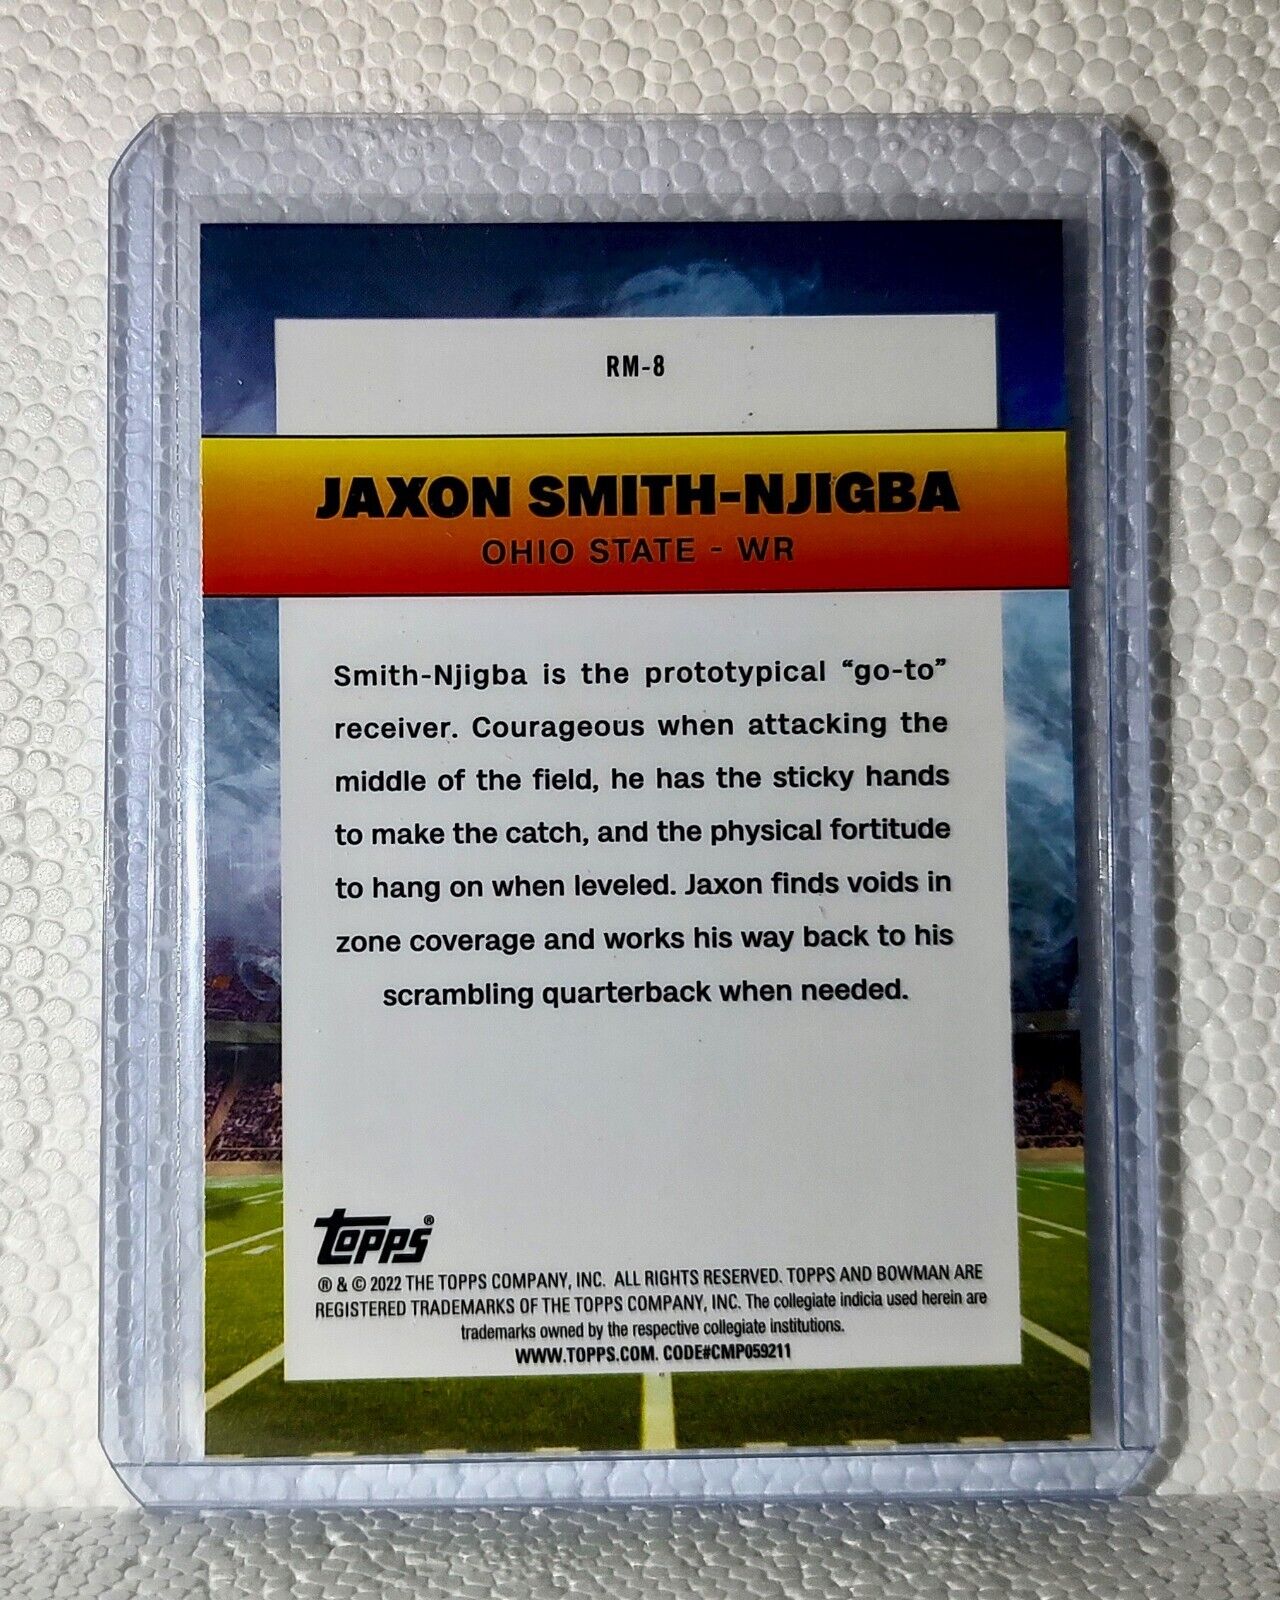 RM-8
JAXON SMITH-NJIGBA
OHIO STATE - WR
Smith-Njigba is the prototypical “go-to”
receiver. Courageous when attacking the
middle of the field, he has the sticky hands
to make the catch, and the physical fortitude
to hang on when leveled. Jaxon finds voids in
zone coverage and works his way back to his
scrambling quarterback when needed.
TOPPS®
® & © 2022 THE TOPPS COMPANY, INC. ALL RIGHTS RESERVED. TOPPS AND BOWMAN ARE
REGISTERED TRADEMARKS OF THE TOPPS COMPANY, INC. The collegiate indicia used herein are
trademarks owned by the respective collegiate institutions.
WWW.TOPPS.COM. CODE#CMP059211